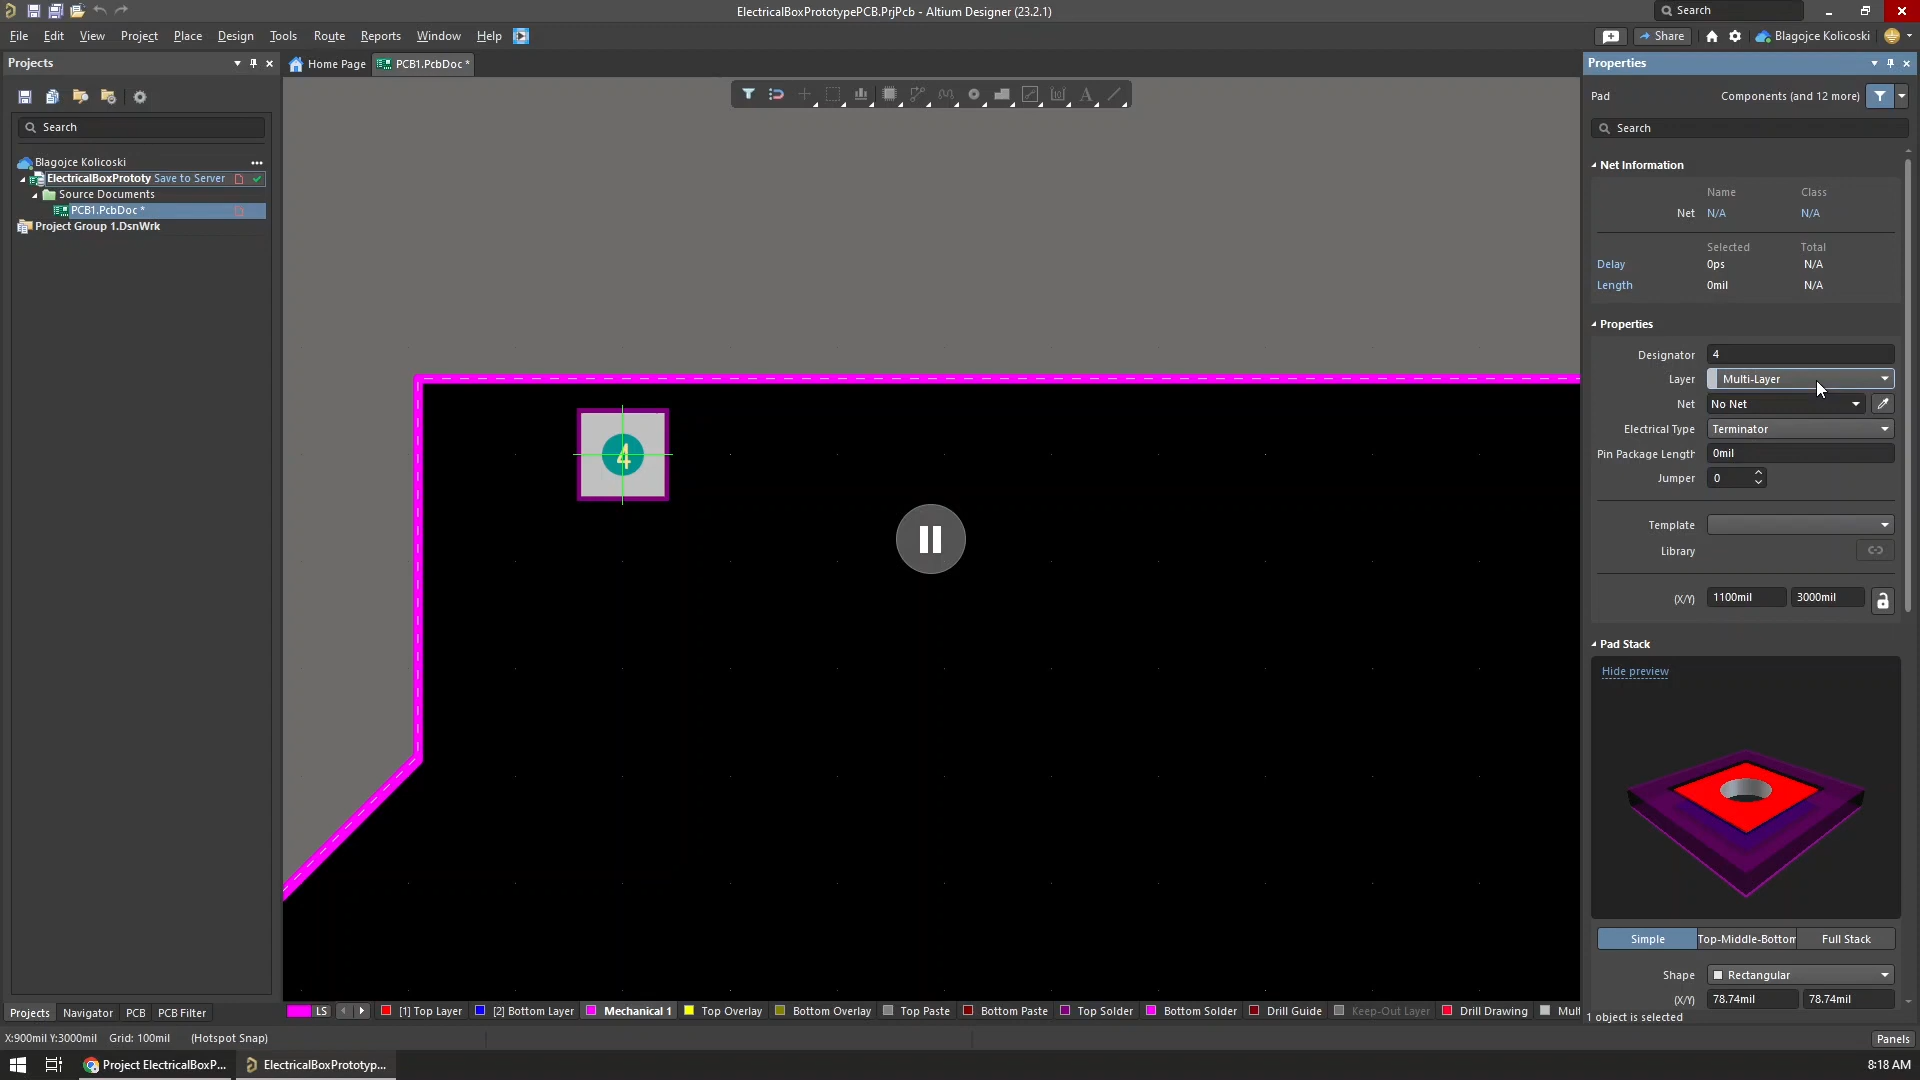 ElectricalBoxPrototypePCB.PrjPcb - Altium Designer (23.2.1)
Search
File Edit View Project Place Design Tools Route Reports Window Help
Share
Blagojce Kolicoski
Projects
Home Page
PCB1.PcbDoc *
Properties
Pad
Components (and 12 more)
Search
Search
Blagojce Kolicoski
ElectricalBoxPrototy Save to Server
Source Documents
PCB1.PcbDoc *
Project Group 1.DsnWrk
Net Information
Name Class
Net N/A N/A
Selected Total
Delay 0ps N/A
Length 0mil N/A
Properties
Designator 4
Layer Multi-Layer
Net No Net
Electrical Type Terminator
Pin Package Length 0mil
Jumper 0
Template
Library
(X/Y) 1100mil 3000mil
4
Pad Stack
Hide preview
Simple Top-Middle-Bottom Full Stack
Shape Rectangular
(X/Y) 78.74mil 78.74mil
1 object is selected
LS [1] Top Layer [2] Bottom Layer Mechanical 1 Top Overlay Bottom Overlay Top Paste Bottom Paste Top Solder Bottom Solder Drill Guide Keep-Out Layer Drill Drawing Mult
Projects Navigator PCB PCB Filter
X:900mil Y:3000mil Grid: 100mil (Hotspot Snap)
Panels
Project ElectricalBoxP...
ElectricalBoxPrototyp...
8:18 AM